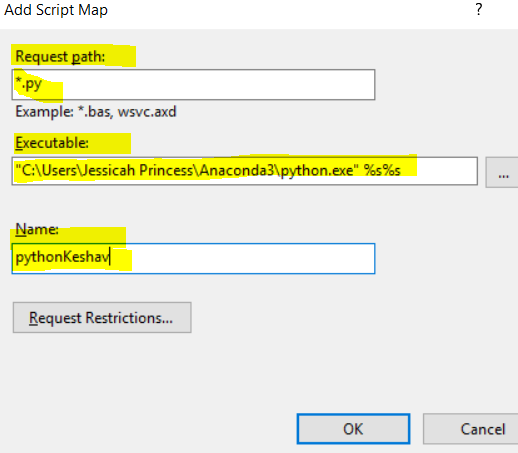 Add Script Map ?
Request path:
*.py
Example: *.bas, wsvc.axd
Executable:
"C:\Users\Jessicah Princess\Anaconda3\python.exe" %s%s
...
Name:
pythonKeshav
Request Restrictions...
OK Cancel